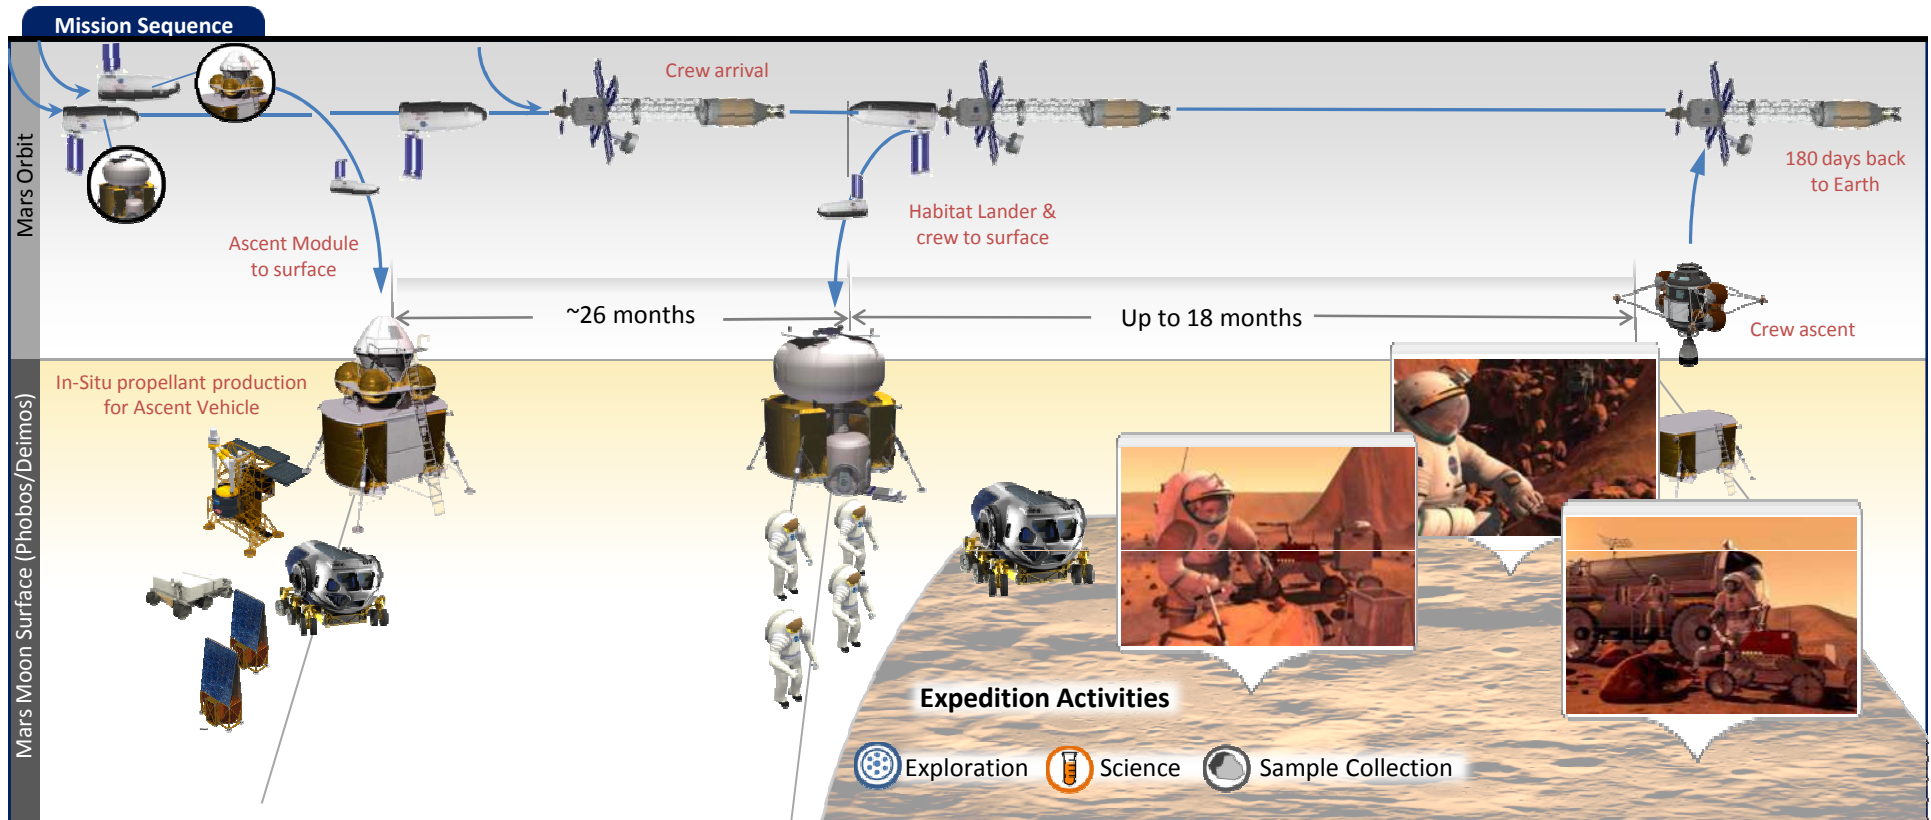 Mission Sequence
Mars Orbit
Crew arrival
180 days back
to Earth
Habitat Lander &
crew to surface
Ascent Module
to surface
~26 months
Up to 18 months
Crew ascent
Mars Moon Surface (Phobos/Deimos)
In-Situ propellant production
for Ascent Vehicle
Expedition Activities
Exploration
Science
Sample Collection